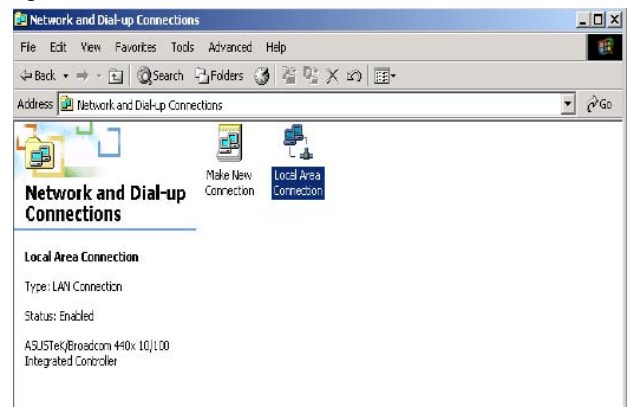 Network and Dial-up Connections
File Edit View Favorites Tools Advanced Help
Back Search Folders
Address Network and Dial-up Connections Go
Make New
Connection
Local Area
Connection
Network and Dial-up
Connections
Local Area Connection
Type: LAN Connection
Status: Enabled
ASUSTeK/Broadcom 440x 10/100
Integrated Controller